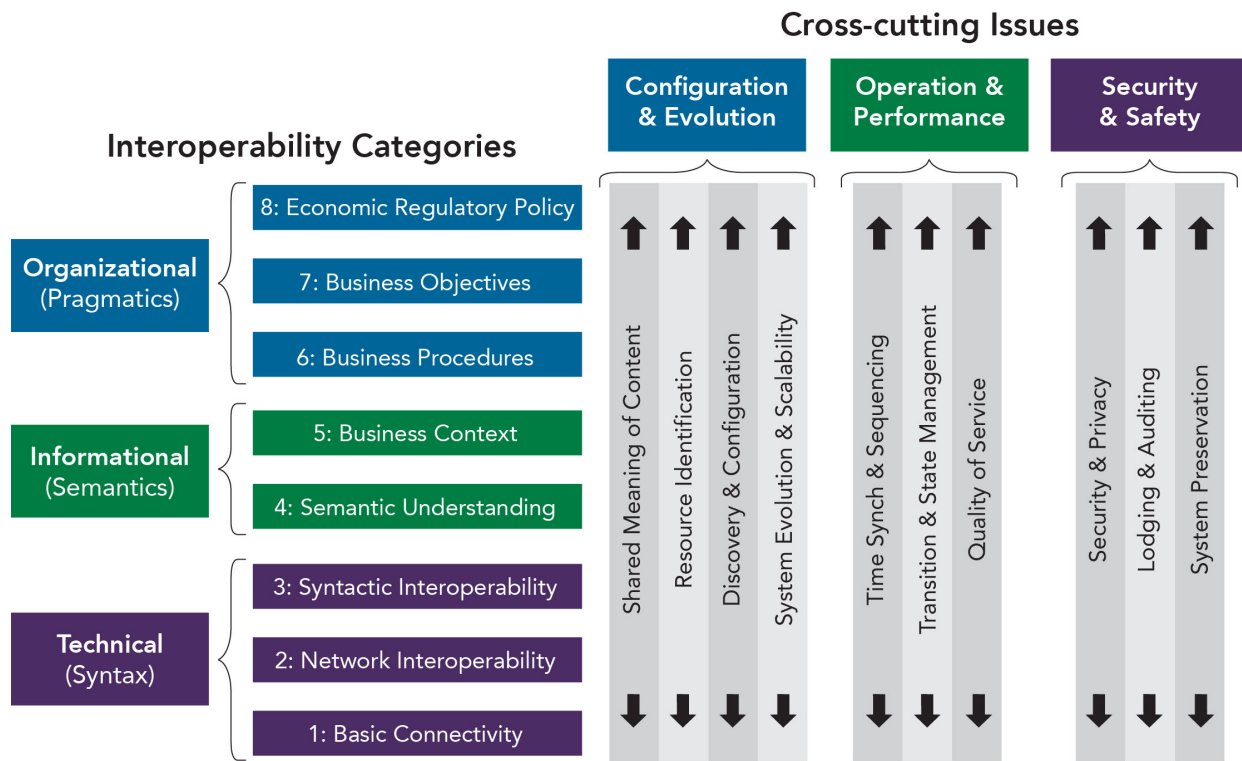 Cross-cutting Issues
Configuration
& Evolution
Operation &
Performance
Security
& Safety
Interoperability Categories
Organizational
(Pragmatics)
8: Economic Regulatory Policy
7: Business Objectives
6: Business Procedures
Informational
(Semantics)
5: Business Context
4: Semantic Understanding
Technical
(Syntax)
3: Syntactic Interoperability
2: Network Interoperability
1: Basic Connectivity
Shared Meaning of Content
Resource Identification
Discovery & Configuration
System Evolution & Scalability
Time Synch & Sequencing
Transition & State Management
Quality of Service
Security & Privacy
Lodging & Auditing
System Preservation